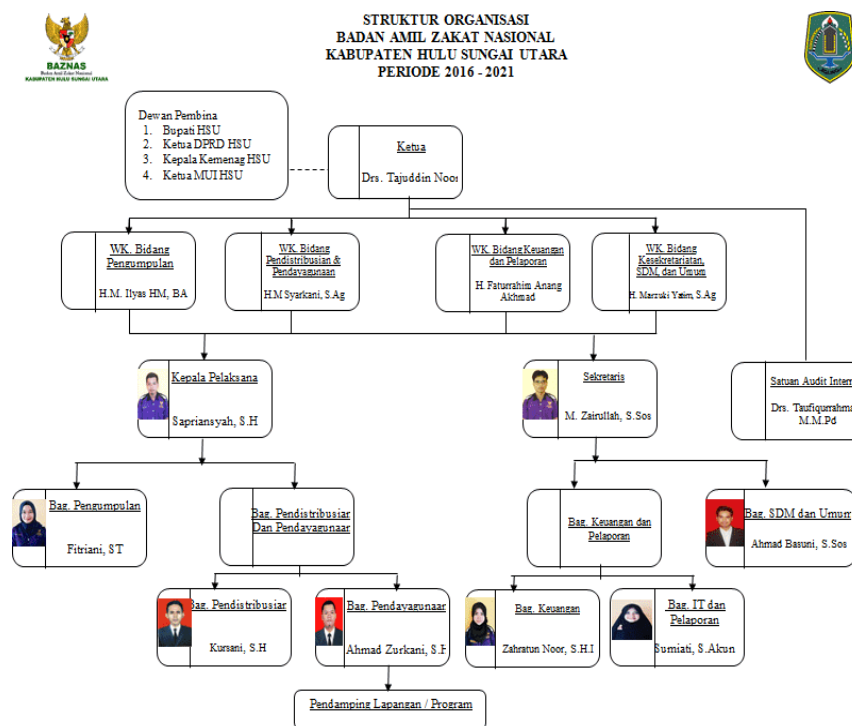 STRUKTUR ORGANISASI
BADAN AMIL ZAKAT NASIONAL
KABUPATEN HULU SUNGAI UTARA
PERIODE 2016 - 2021
BAZNAS
Badan Amil Zakat Nasional
KABUPATEN HULU SUNGAI UTARA
Dewan Pembina
1. Bupati HSU
2. Ketua DPRD HSU
3. Kepala Kemenag HSU
4. Ketua MUI HSU
Ketua
Drs. Tajuddin Noor
WK. Bidang
Pengumpulan
H.M. Ilyas HM, BA
WK. Bidang
Pendistribusian &
Pendayagunaan
H.M Syarkani, S.Ag
WK. Bidang Keuangan
dan Pelaporan
H. Faturrahim Anang
Akhmad
WK. Bidang
Kesekretariatan,
SDM, dan Umum
H. Marzuki Yatim, S.Ag
Kepala Pelaksana
Sapriansyah, S.H
Sekretaris
M. Zairullah, S.Sos
Satuan Audit Intern
Drs. Taufiqurrahma
M.M.Pd
Bag. Pengumpulan
Fitriani, ST
Bag. Pendistribusiar
Dan Pendayagunaar
Bag. Keuangan dan
Pelaporan
Bag. SDM dan Umum
Ahmad Basuni, S.Sos
Bag. Pendistribusiar
Kursani, S.H
Bag. Pendayagunaar
Ahmad Zurkani, S.F
Bag. Keuangan
Zahratun Noor, S.H.I
Bag. IT dan
Pelaporan
Sumiati, S.Akun
Pendamping Lapangan / Program